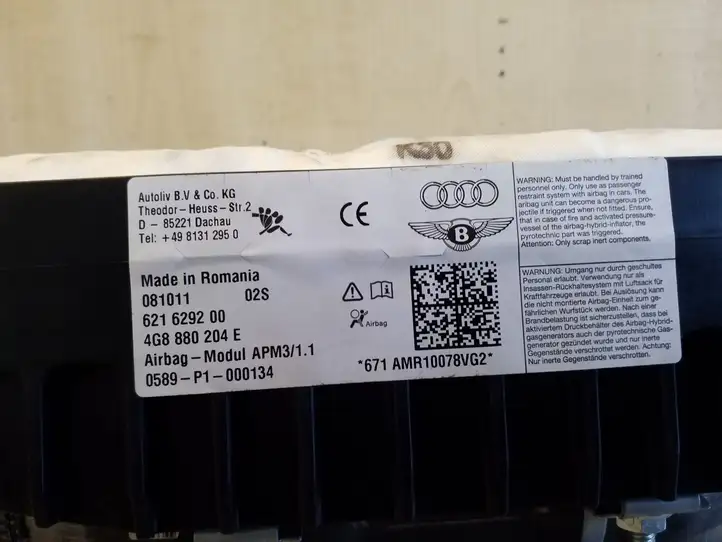 K30
Autoliv B.V & Co. KG
Theodor-Heuss-Str.2
D - 85221 Dachau
Tel: +49 8131 295 0
CE
B
Made in Romania
081011 02S
621 6292 00
4G8 880 204 E
Airbag-Modul APM3/1.1
0589-P1-000134
Airbag
*671 AMR10078VG2*
WARNING: Must be handled by trained
personnel only. Only use as passenger
restraint system with airbag in cars. The
airbag unit can become a dangerous pro-
jectile if triggered when not fitted. Ensure,
that in case of fire and activated pressure-
vessel of the airbag-hybrid-inflator, the
pyrotechnic part was triggered.
Attention: Only scrap inert components.
WARNUNG: Umgang nur durch geschultes
Personal erlaubt. Verwendung nur als
Insassen-Rückhaltesystem mit Luftsack für
Kraftfahrzeuge erlaubt. Bei Auslösung kann
die nicht montierte Airbag-Einheit zum ge-
fährlichen Wurfstück werden. Nach einer
Brandbelastung ist sicherzustellen, dass bei
aktiviertem Druckbehälter des Airbag-Hybrid-
gasgenerators auch der pyrotechnische Gas-
generator gezündet wurde und nur inerte
Gegenstände verschrottet werden. Achtung:
Nur inerte Gegenstände verschrotten.